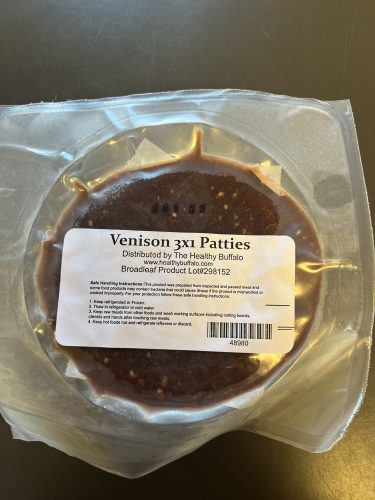 Venison 3x1 Patties
Distributed by The Healthy Buffalo
www.healthybuffalo.com
Broadleaf Product Lot#298152
Safe Handling Instructions: This product was prepared from inspected and passed meat and
some food products may contain bacteria that could cause illness if the product is mishandled or
cooked improperly. For your protection follow these safe handling instructions.
1. Keep refrigerated or frozen.
2. Thaw in refrigerator or cold water.
3. Keep raw meats from other foods and wash working surfaces including cutting boards,
utensils and hands after touching raw meats.
4. Keep hot foods hot and refrigerate leftovers or discard.
48980